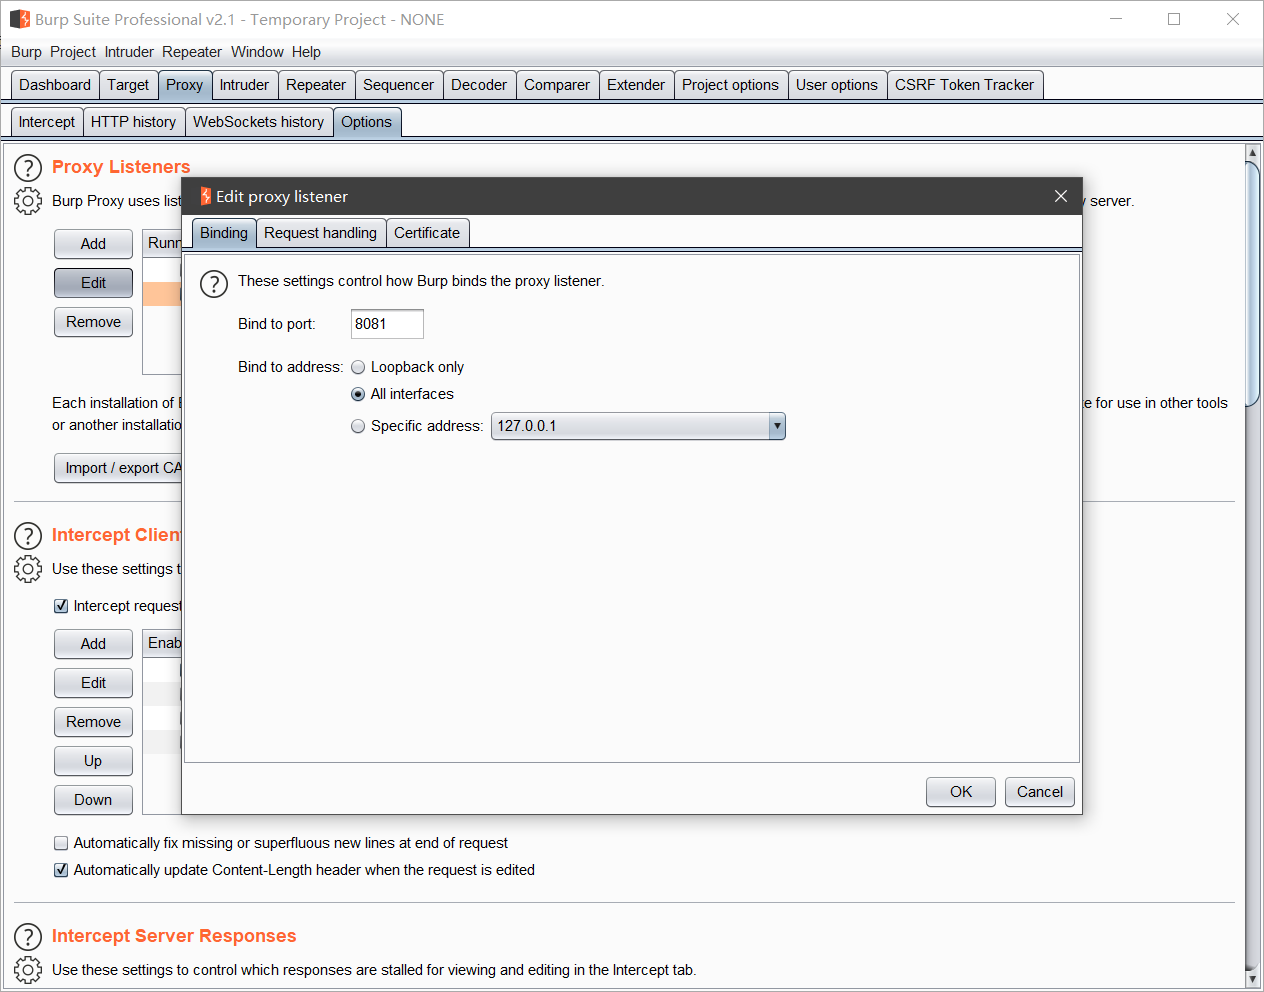 Burp Suite Professional v2.1 - Temporary Project - NONE
Burp Project Intruder Repeater Window Help
Dashboard Target Proxy Intruder Repeater Sequencer Decoder Comparer Extender Project options User options CSRF Token Tracker
Intercept HTTP history WebSockets history Options
? Proxy Listeners
Burp Proxy uses list
server.
Edit proxy listener
Add
Runn
Edit
Remove
Binding Request handling Certificate
? These settings control how Burp binds the proxy listener.
Bind to port: 8081
Bind to address: Loopback only
All interfaces
Specific address: 127.0.0.1
Each installation of
e for use in other tools
or another installatio
Import / export CA
? Intercept Clien
Use these settings t
Intercept request
Add
Enab
Edit
Remove
Up
Down
OK Cancel
Automatically fix missing or superfluous new lines at end of request
Automatically update Content-Length header when the request is edited
? Intercept Server Responses
Use these settings to control which responses are stalled for viewing and editing in the Intercept tab.